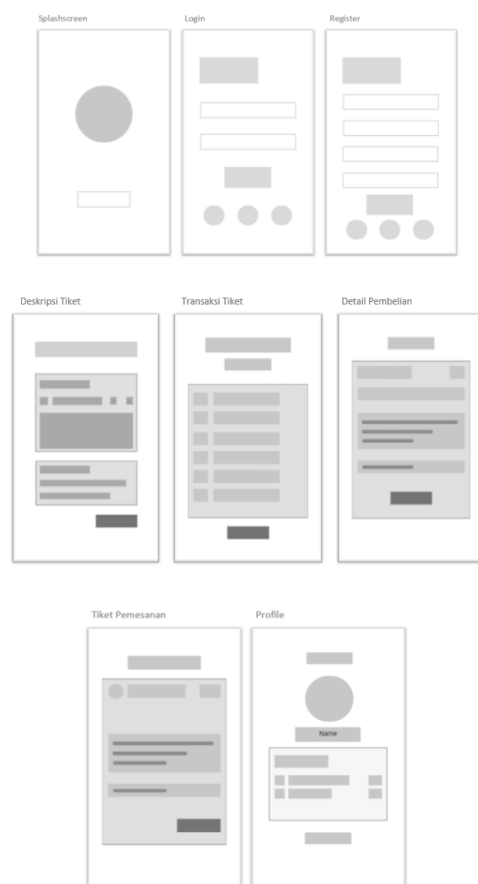 Splashscreen
Login
Register
Deskripsi Tiket
Transaksi Tiket
Detail Pembelian
Tiket Pemesanan
Profile
Name